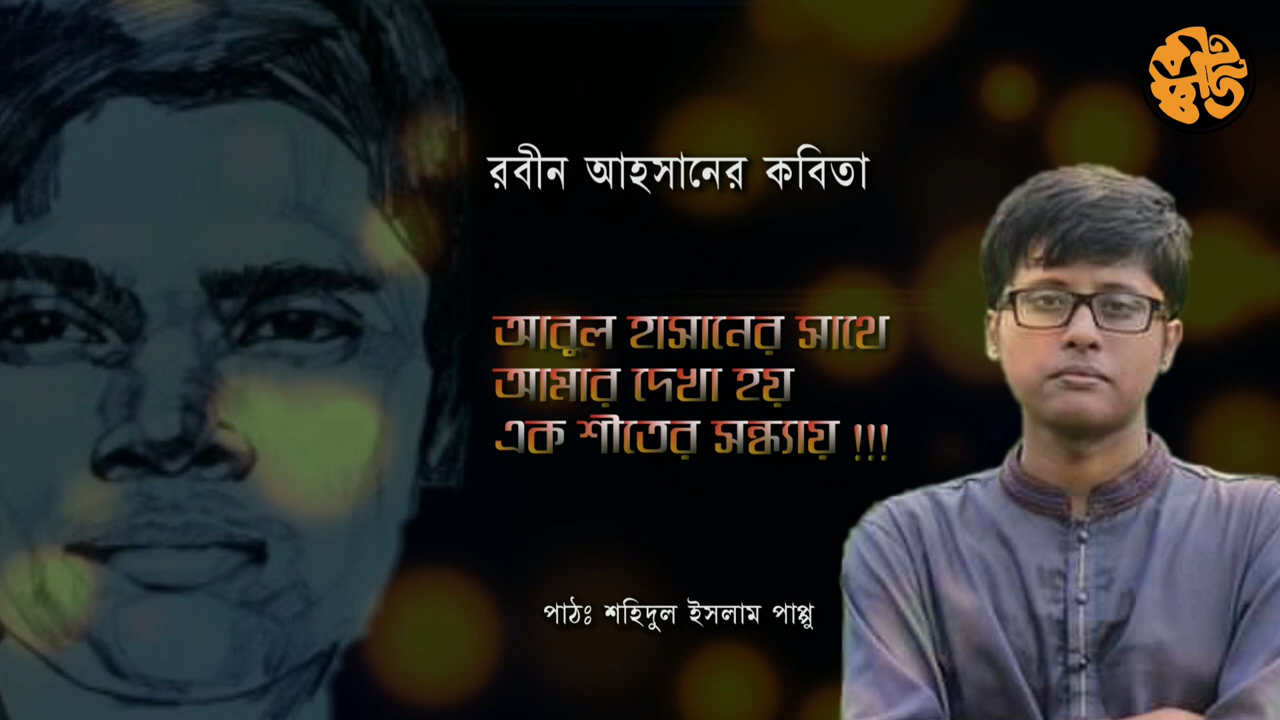 রবীন আহসানের কবিতা
আবুল হাসানের সাথে
আমার দেখা হয়
এক শীতের সন্ধ্যায় !!!
পাঠঃ শহিদুল ইসলাম পাপ্পু